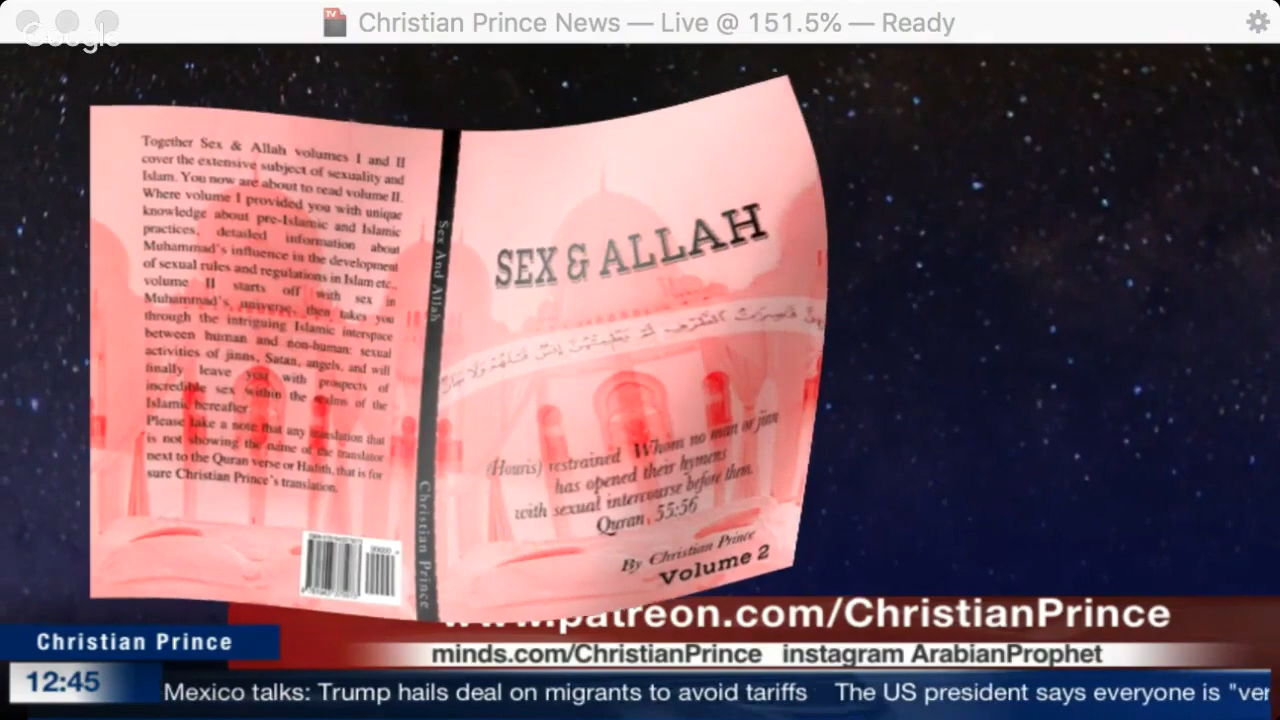 Christian Prince News — Live @ 151.5% — Ready
Google
Together Sex & Allah volumes I and II
cover the extensive subject of sexuality and
Islam. You now are about to read volume II.
Where volume I provided you with unique
knowledge about pre-Islamic and Islamic
practices, detailed information about
Muhammad's influence in the development
of sexual rules and regulations in Islam etc.,
volume II starts off with sex in
Muhammad's universe, then takes you
through the intriguing Islamic interspace
between human and non-human: sexual
activities of jinns, Satan, angels, and will
finally leave you with prospects of
incredible sex within the realms of the
Islamic hereafter.
Please take a note that any translation that
is not showing the name of the translator
next to the Quran verse or Hadith, that is for
sure Christian Prince's translation.
Sex And Allah
Christian Prince
SEX & ALLAH
(Houris) restrained Whom no man or jinn
has opened their hymens
with sexual intercourse before them.
Quran, 55:56
By Christian Prince
Volume 2
www.patreon.com/ChristianPrince
minds.com/ChristianPrince instagram ArabianProphet
Christian Prince
12:45
Mexico talks: Trump hails deal on migrants to avoid tariffs The US president says everyone is "ver